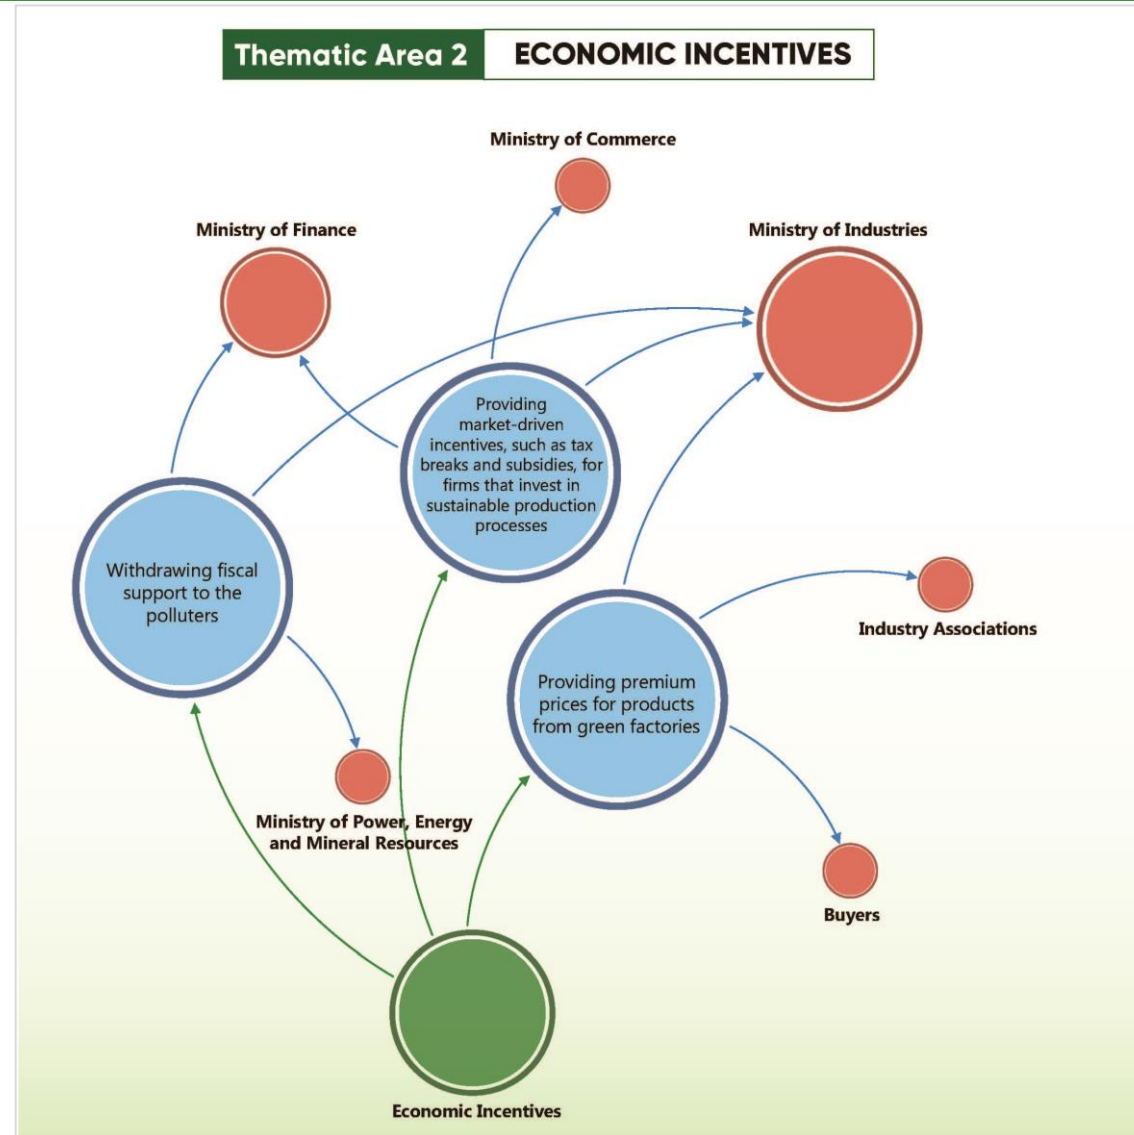 Thematic Area 2
ECONOMIC INCENTIVES
Ministry of Commerce
Ministry of Finance
Ministry of Industries
Providing
market-driven
incentives, such as tax
breaks and subsidies, for
firms that invest in
sustainable production
processes
Withdrawing fiscal
support to the
polluters
Industry Associations
Providing premium
prices for products
from green factories
Ministry of Power, Energy
and Mineral Resources
Buyers
Economic Incentives